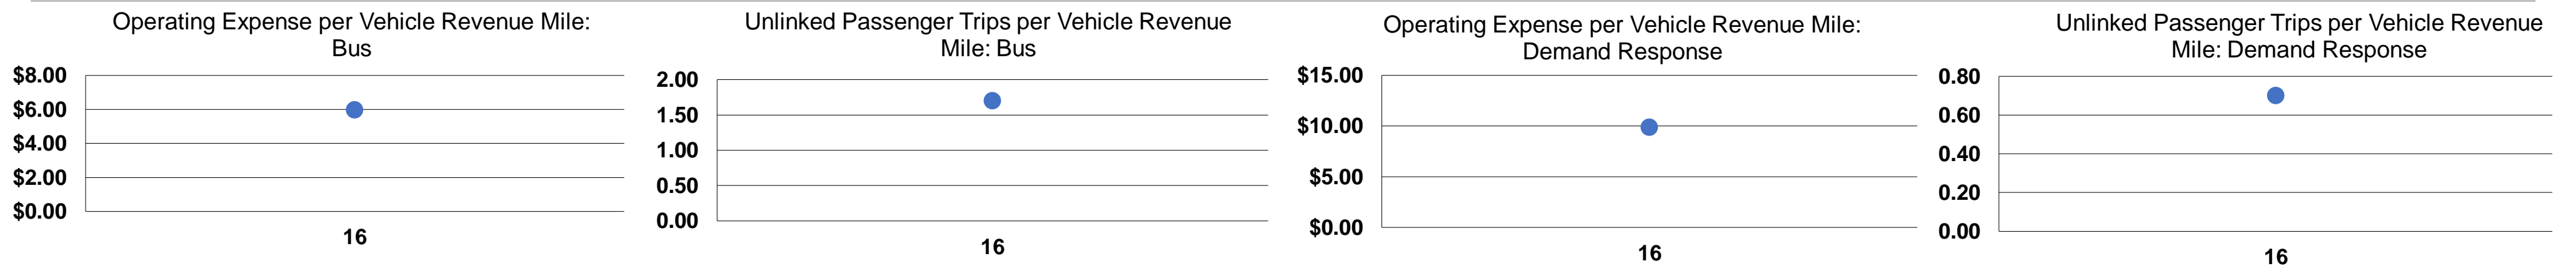 Operating Expense per Vehicle Revenue Mile:
Bus
$8.00
$6.00
$4.00
$2.00
$0.00
16
Unlinked Passenger Trips per Vehicle Revenue
Mile: Bus
2.00
1.50
1.00
0.50
0.00
16
Operating Expense per Vehicle Revenue Mile:
Demand Response
$15.00
$10.00
$5.00
$0.00
16
Unlinked Passenger Trips per Vehicle Revenue
Mile: Demand Response
0.80
0.60
0.40
0.20
0.00
16